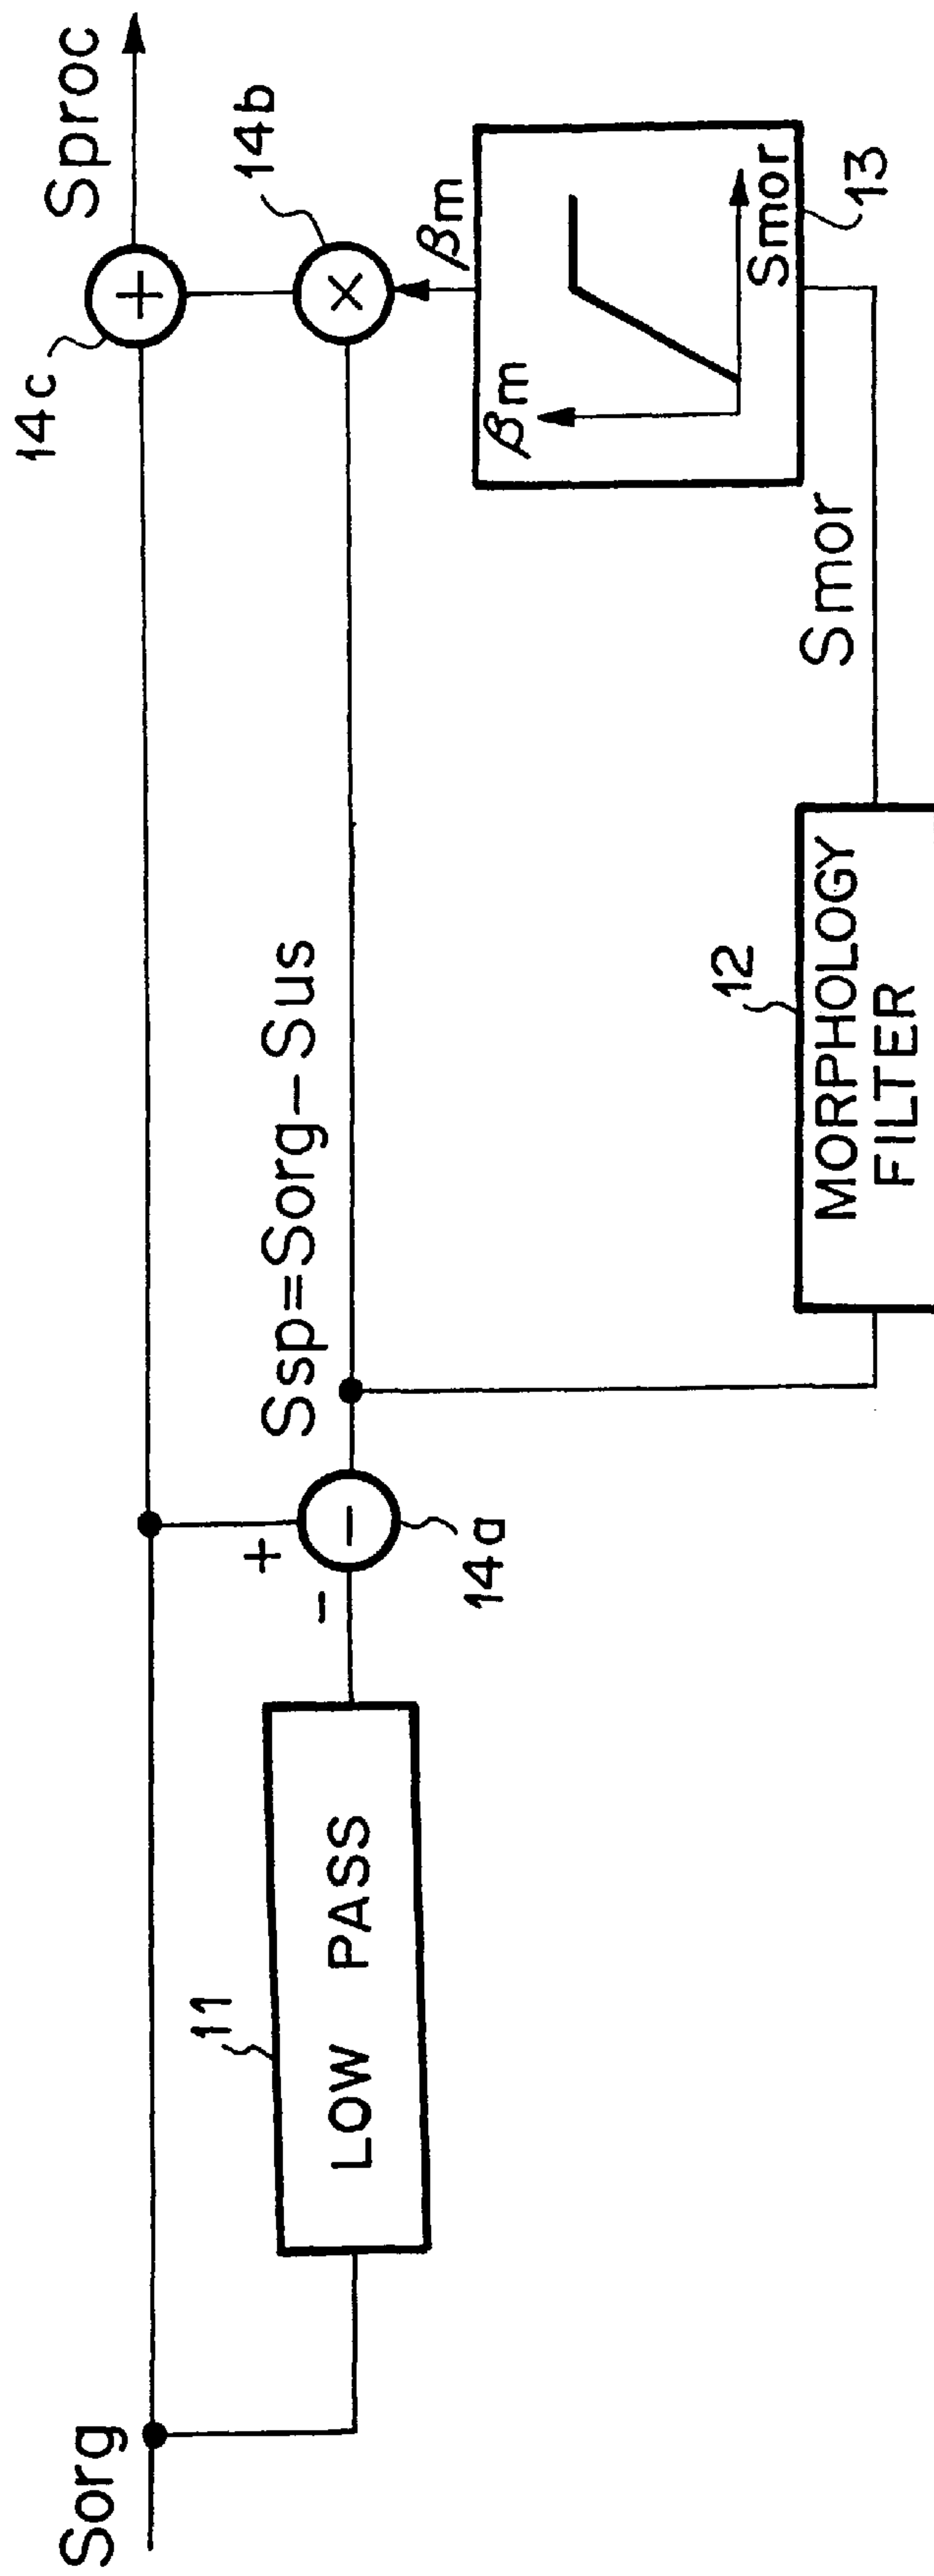 Sorg
11
LOW PASS
+
-
−
14a
Ssp=Sorg−Sus
12
MORPHOLOGY
FILTER
Smor
βm
Smor
13
βm
×
14b
+
14c
Sproc